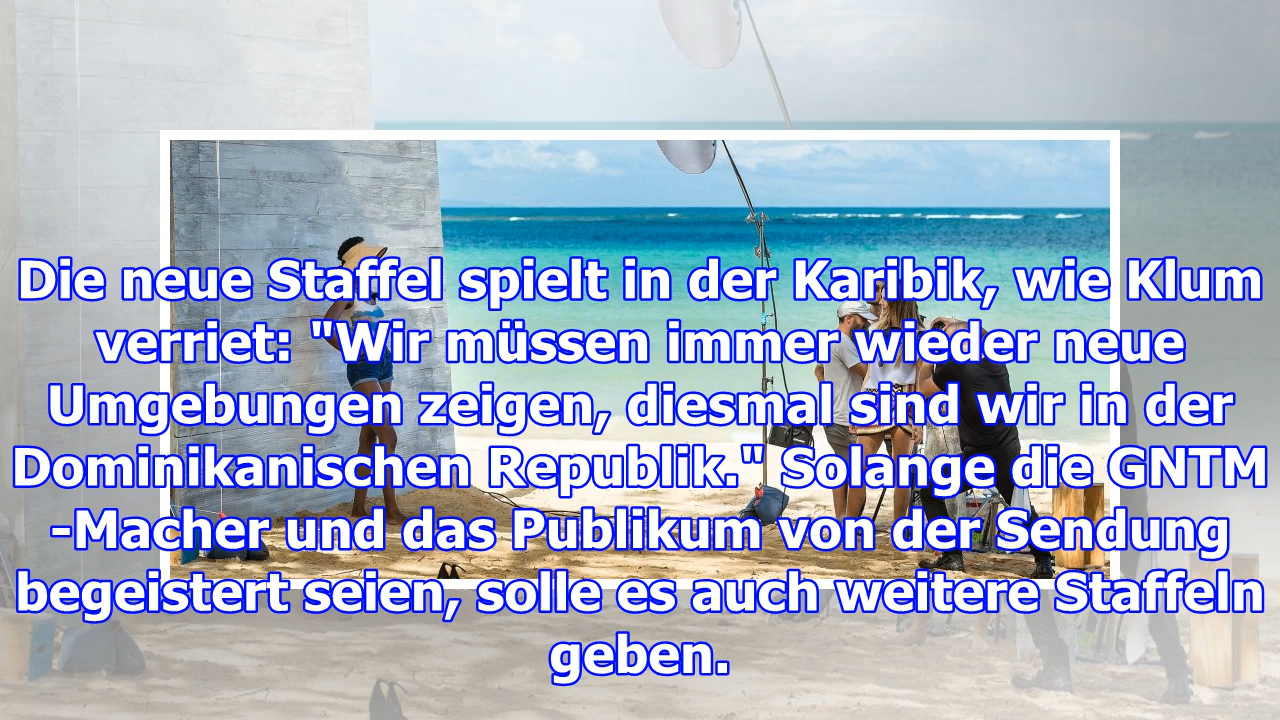 Die neue Staffel spielt in der Karibik, wie Klum
verriet: "Wir müssen immer wieder neue
Umgebungen zeigen, diesmal sind wir in der
Dominikanischen Republik." Solange die GNTM
-Macher und das Publikum von der Sendung
begeistert seien, solle es auch weitere Staffeln
geben.